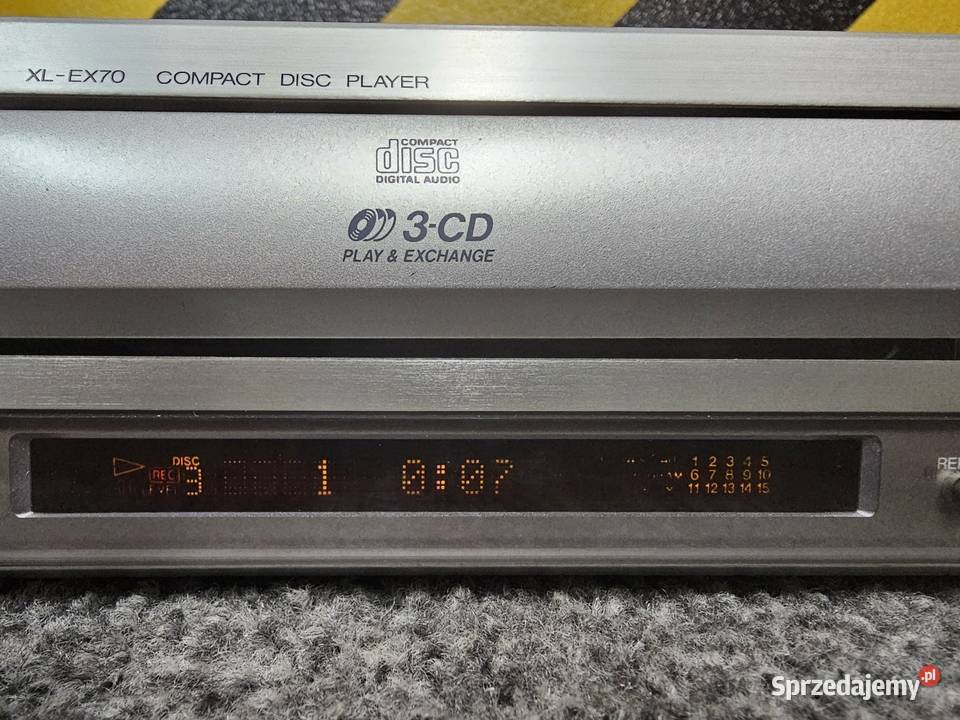 XL-EX70 COMPACT DISC PLAYER
COMPACT
disc
DIGITAL AUDIO
3-CD
PLAY & EXCHANGE
DISC
REC
3 1 0:07
1 2 3 4 5
6 7 8 9 10
11 12 13 14 15
Sprzedajemy.pl